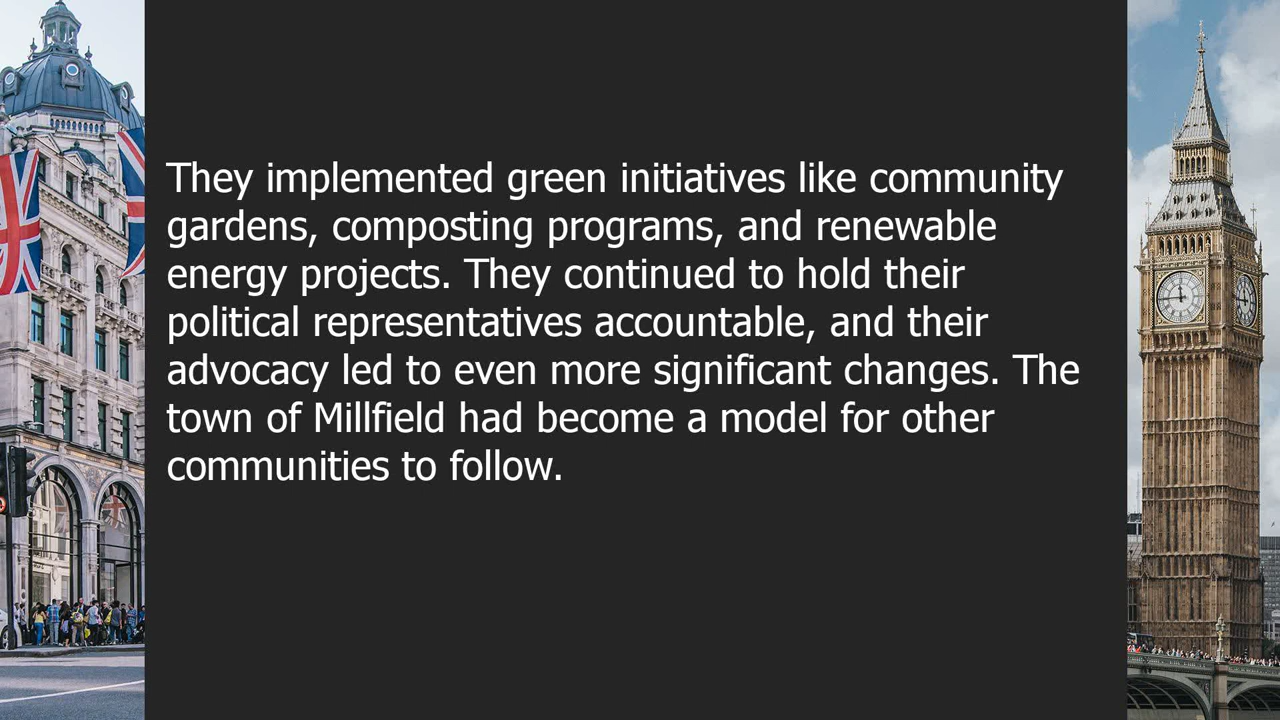 They implemented green initiatives like community
gardens, composting programs, and renewable
energy projects. They continued to hold their
political representatives accountable, and their
advocacy led to even more significant changes. The
town of Millfield had become a model for other
communities to follow.